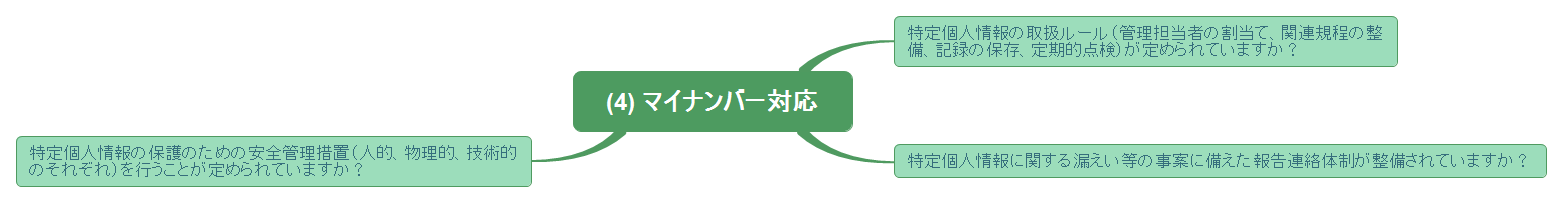 (4) マイナンバー対応
特定個人情報の取扱ルール（管理担当者の割当て、関連規程の整
備、記録の保存、定期的点検）が定められていますか？
特定個人情報に関する漏えい等の事案に備えた報告連絡体制が整備されていますか？
特定個人情報の保護のための安全管理措置（人的、物理的、技術的
のそれぞれ）を行うことが定められていますか？